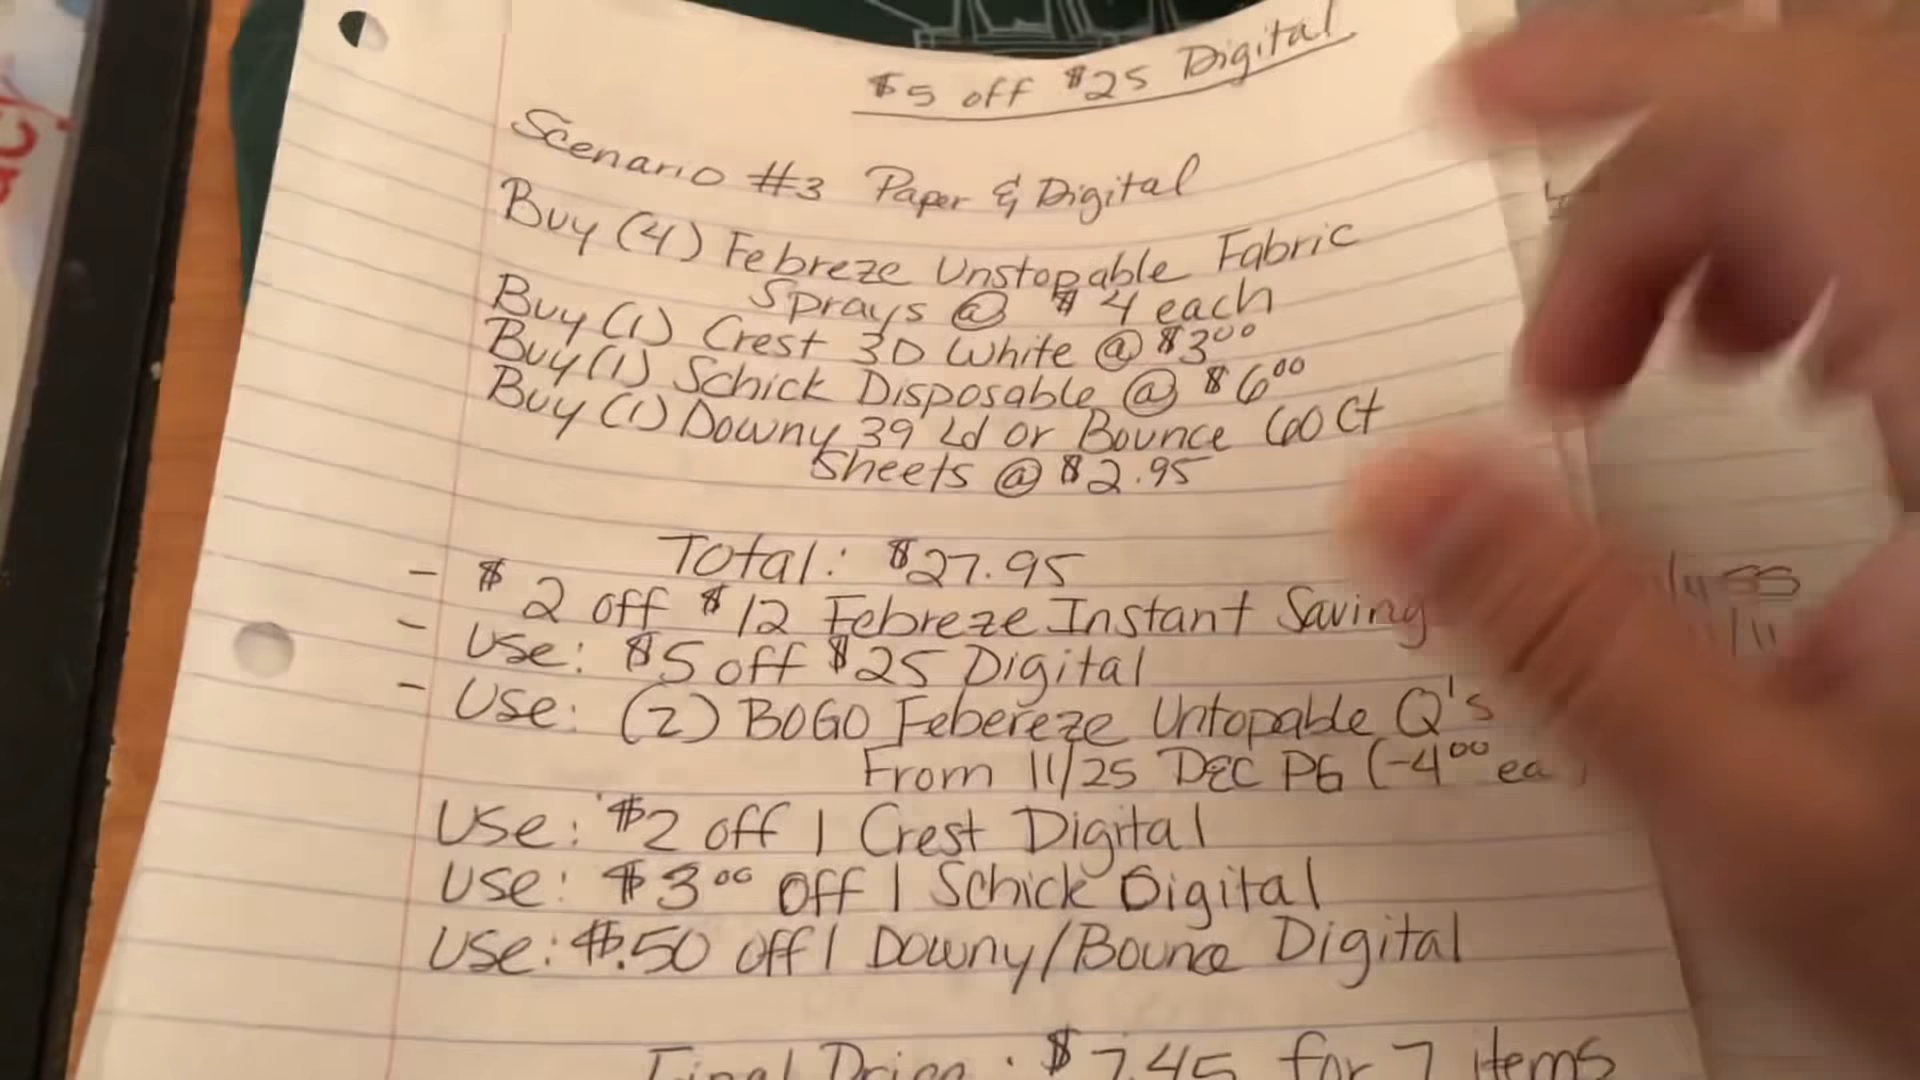 $5 off $25 Digital
Scenario #3 Paper & Digital
Buy (4) Febreze Unstopable Fabric
Sprays @ $4 each
Buy (1) Crest 3D White @ $3.00
Buy (1) Schick Disposable @ $6.00
Buy (1) Downy 39 Ld or Bounce 60 Ct
Sheets @ $2.95
Total: $27.95
- $2 off $12 Febreze Instant Saving
- Use: $5 off $25 Digital
- Use: (2) BOGO Febereze Untopable Q's
From 11/25 DEC PG (-4.00 ea)
Use: $2 off 1 Crest Digital
Use: $3.00 off 1 Schick Digital
Use: $.50 off 1 Downy/Bounce Digital
Final Price: $7.45 for 7 items